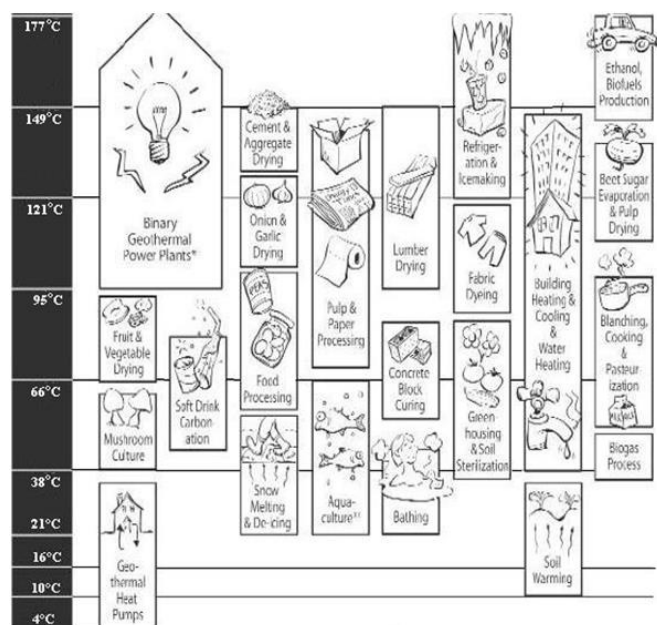 177°C
149°C
121°C
95°C
66°C
38°C
21°C
16°C
10°C
4°C
Binary
Geothermal
Power Plants*
Fruit &
Vegetable
Drying
Mushroom
Culture
Geo-
thermal
Heat
Pumps
Soft Drink
Carbon-
ation
Cement &
Aggregate
Drying
Onion &
Garlic
Drying
PEAS
Food
Processing
Snow
Melting
& De-icing
Pulp &
Paper
Processing
Aqua-
culture
Lumber
Drying
Concrete
Block
Curing
Bathing
Refriger-
ation &
Icemaking
Fabric
Dyeing
Green-
housing
& Soil
Sterilization
Building
Heating &
Cooling
&
Water
Heating
Soil
Warming
Ethanol,
Biofuels
Production
Beet Sugar
Evaporation
& Pulp
Drying
Blanching,
Cooking
&
Pasteur-
ization
Biogas
Process